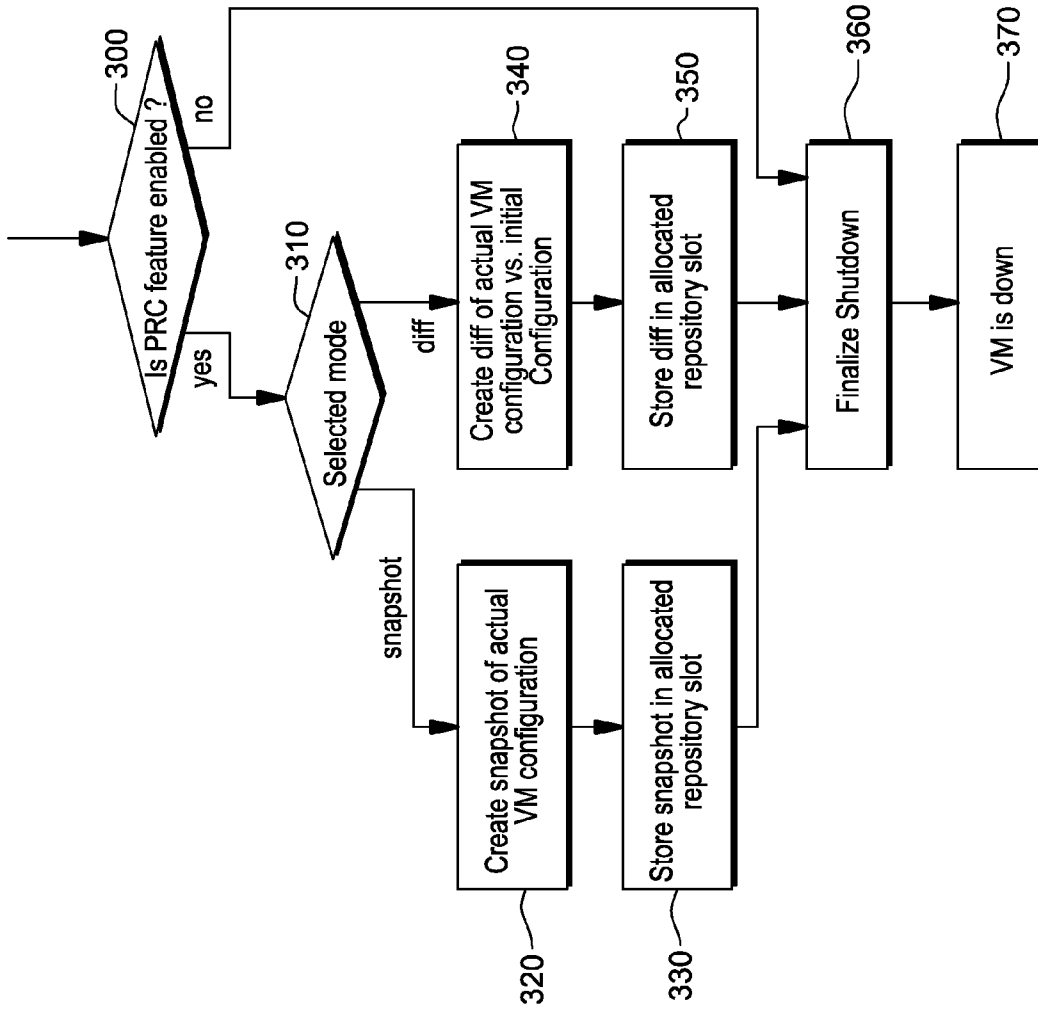 300
Is PRC feature enabled ?
yes
no
310
Selected mode
snapshot
diff
Create snapshot of actual
VM configuration
320
Create diff of actual VM
configuration vs. initial
Configuration
340
Store snapshot in allocated
repository slot
330
Store diff in allocated
repository slot
350
Finalize Shutdown
360
VM is down
370